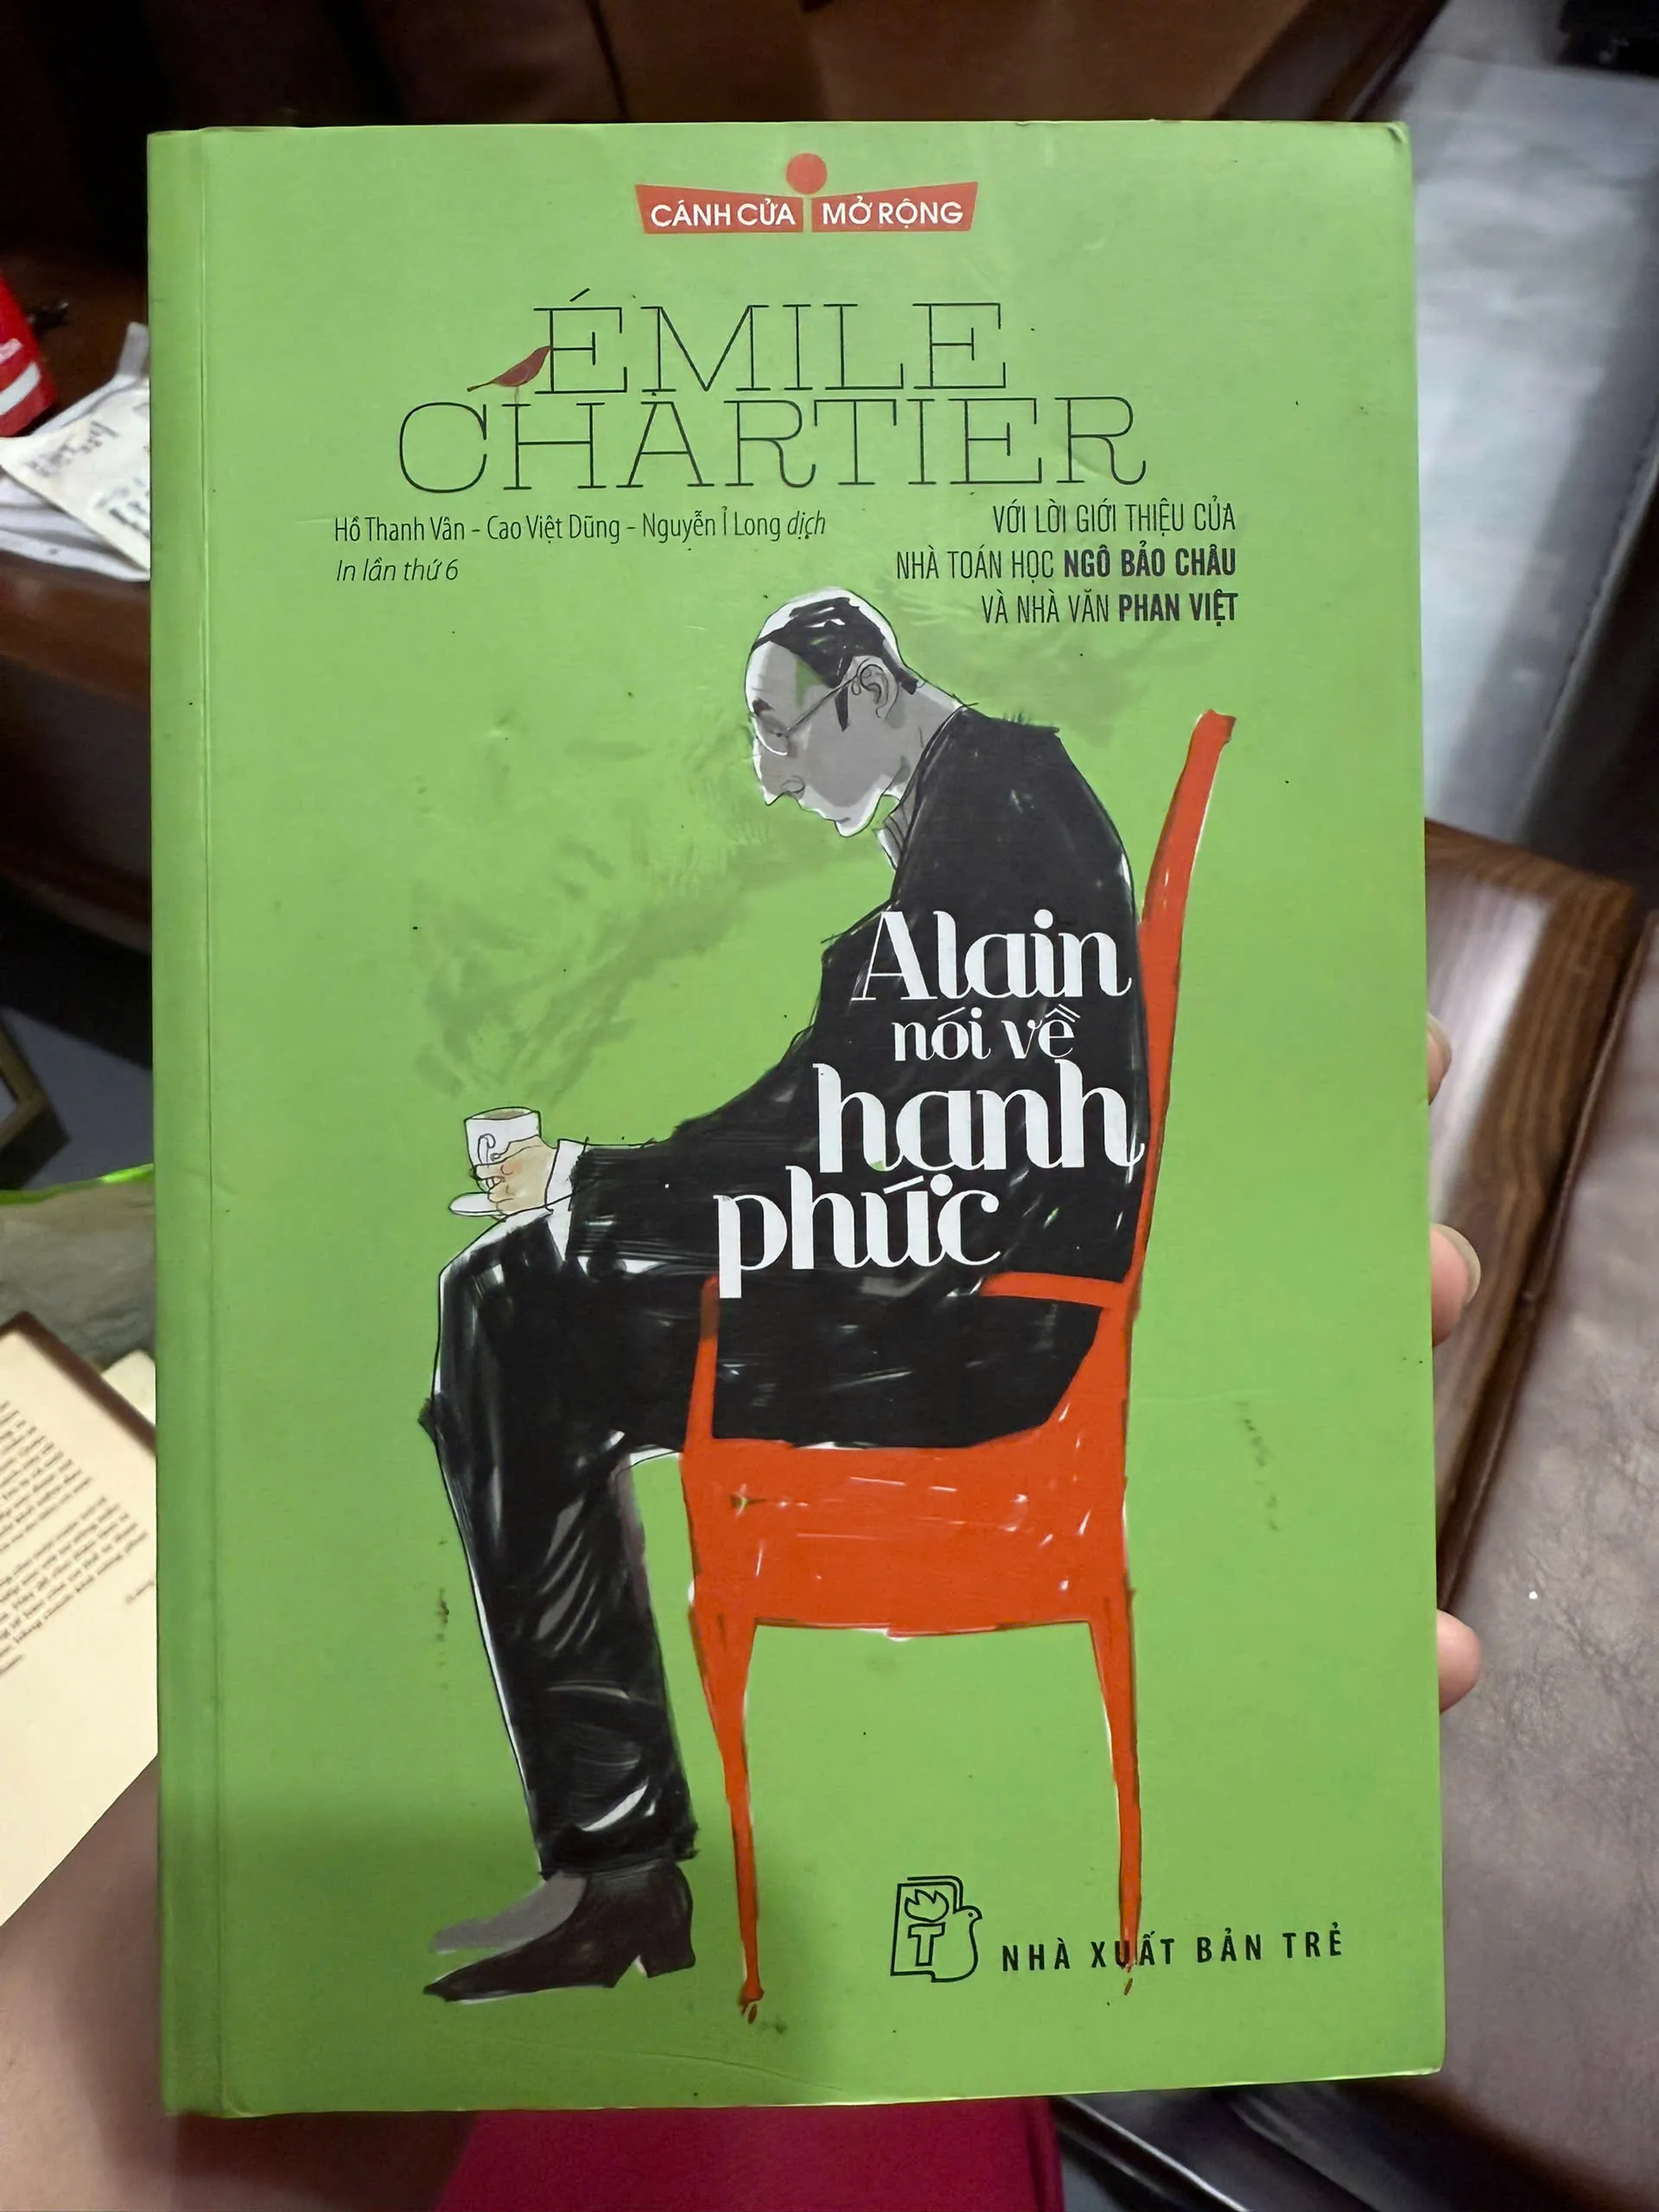 CÁNH CỬA MỞ RỘNG
ÉMILE
CHARTIER
Hồ Thanh Vân - Cao Việt Dũng - Nguyễn Ỉ Long dịch
In lần thứ 6
VỚI LỜI GIỚI THIỆU CỦA
NHÀ TOÁN HỌC NGÔ BẢO CHÂU
VÀ NHÀ VĂN PHAN VIỆT
Alain
nói về
hạnh
phúc
T
NHÀ XUẤT BẢN TRẺ